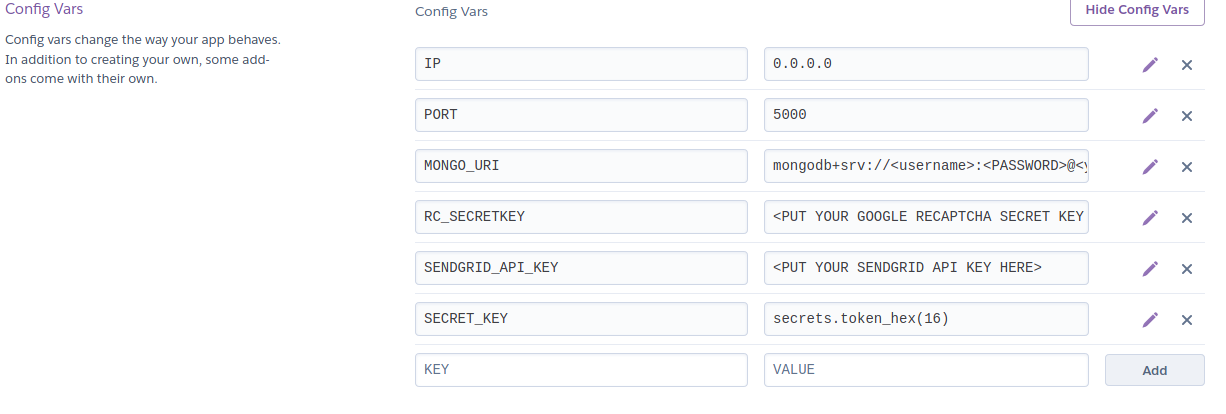 Config Vars
Config vars change the way your app behaves.
In addition to creating your own, some add-
ons come with their own.
Config Vars
Hide Config Vars
IP 0.0.0.0
PORT 5000
MONGO_URI mongodb+srv://<username>:<PASSWORD>@<y
RC_SECRETKEY <PUT YOUR GOOGLE RECAPTCHA SECRET KEY
SENDGRID_API_KEY <PUT YOUR SENDGRID API KEY HERE>
SECRET_KEY secrets.token_hex(16)
KEY VALUE Add